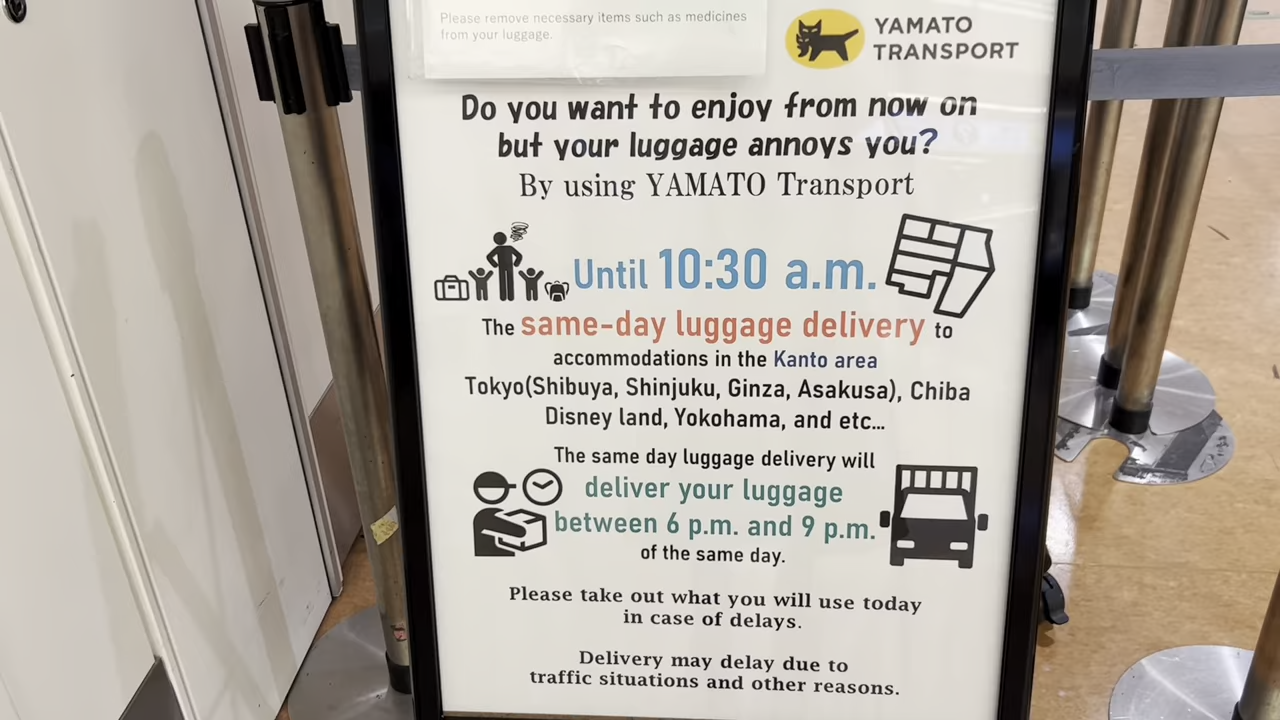 Please remove necessary items such as medicines
from your luggage.
YAMATO
TRANSPORT
Do you want to enjoy from now on
but your luggage annoys you?
By using YAMATO Transport
Until 10:30 a.m.
The same-day luggage delivery to
accommodations in the Kanto area
Tokyo(Shibuya, Shinjuku, Ginza, Asakusa), Chiba
Disney land, Yokohama, and etc...
The same day luggage delivery will
deliver your luggage
between 6 p.m. and 9 p.m.
of the same day.
Please take out what you will use today
in case of delays.
Delivery may delay due to
traffic situations and other reasons.